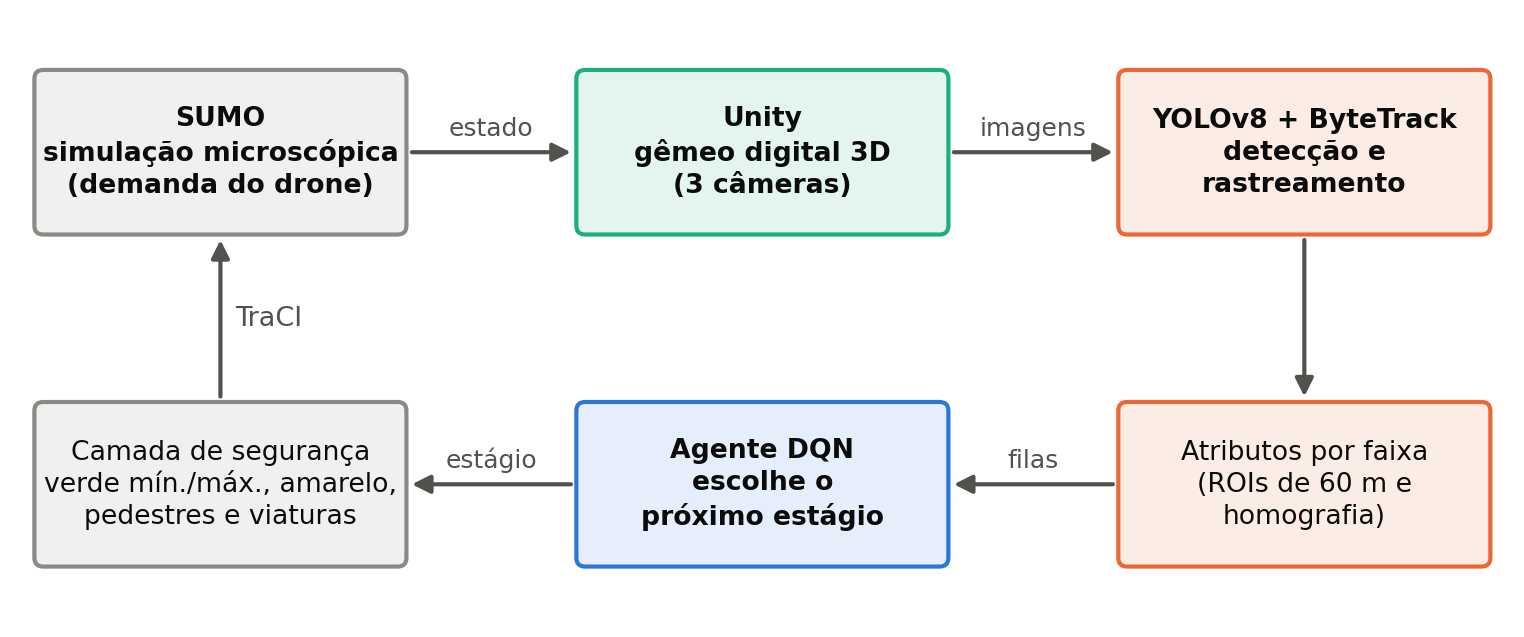 SUMO
simulação microscópica
(demanda do drone)
estado
Unity
gêmeo digital 3D
(3 câmeras)
imagens
YOLOv8 + ByteTrack
detecção e
rastreamento
TraCI
Camada de segurança
verde mín./máx., amarelo,
pedestres e viaturas
estágio
Agente DQN
escolhe o
próximo estágio
filas
Atributos por faixa
(ROIs de 60 m e
homografia)